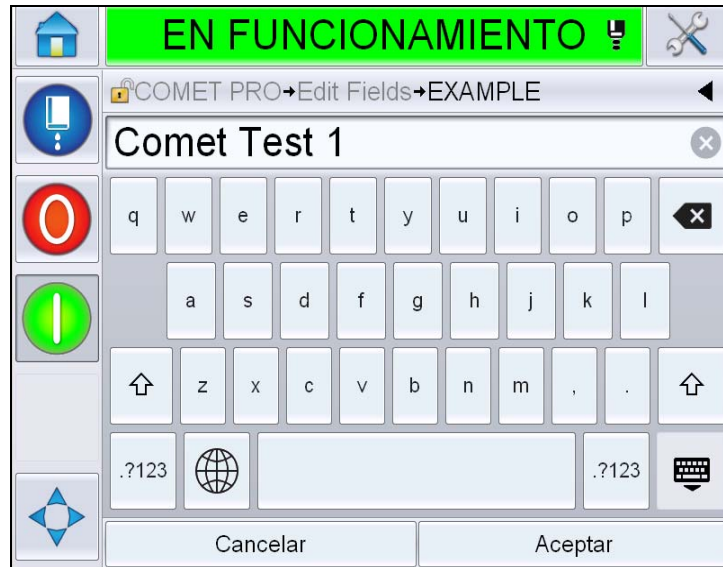 EN FUNCIONAMIENTO
COMET PRO→Edit Fields→EXAMPLE
Comet Test 1
q w e r t y u i o p
a s d f g h j k l
z x c v b n m , .
.?123 .?123
Cancelar Aceptar